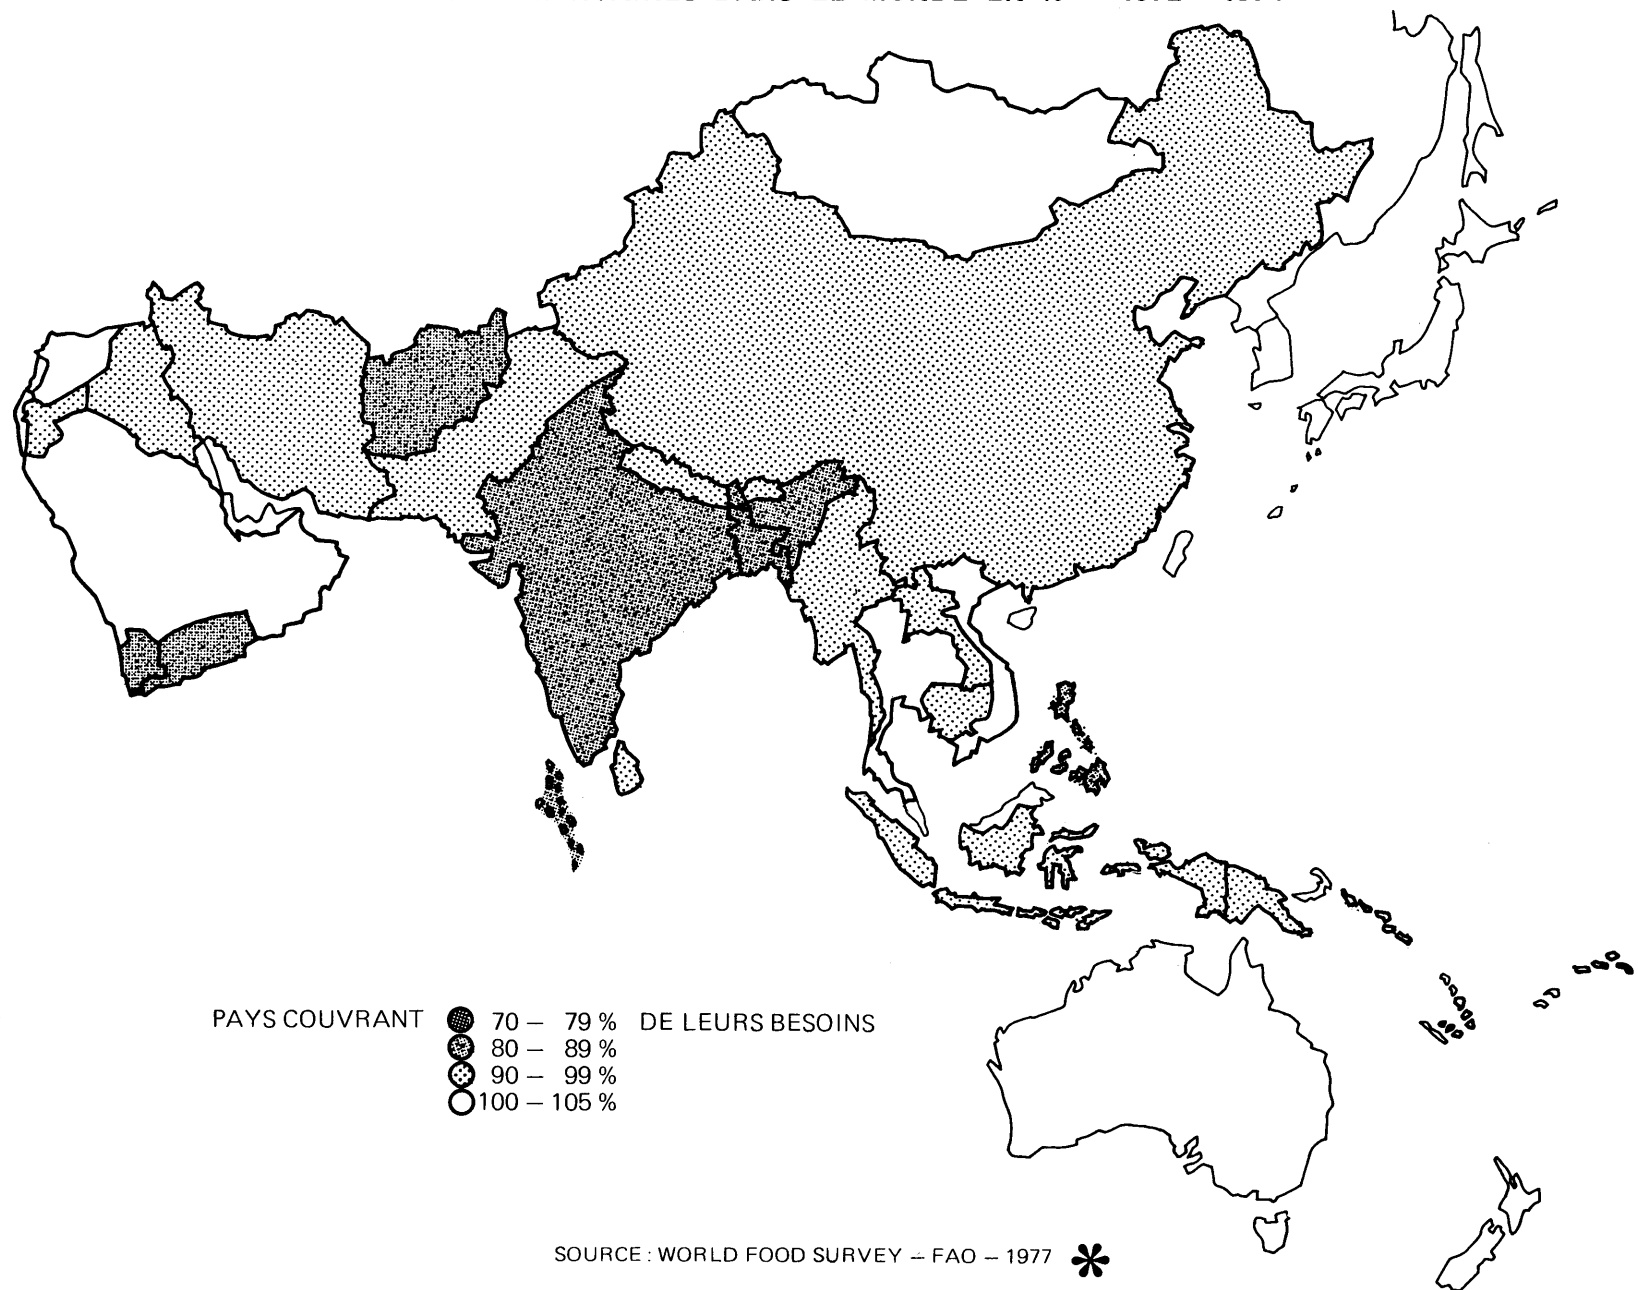 PAYS COUVRANT 70 – 79 % DE LEURS BESOINS
80 – 89 %
90 – 99 %
100 – 105 %
SOURCE : WORLD FOOD SURVEY – FAO – 1977 *